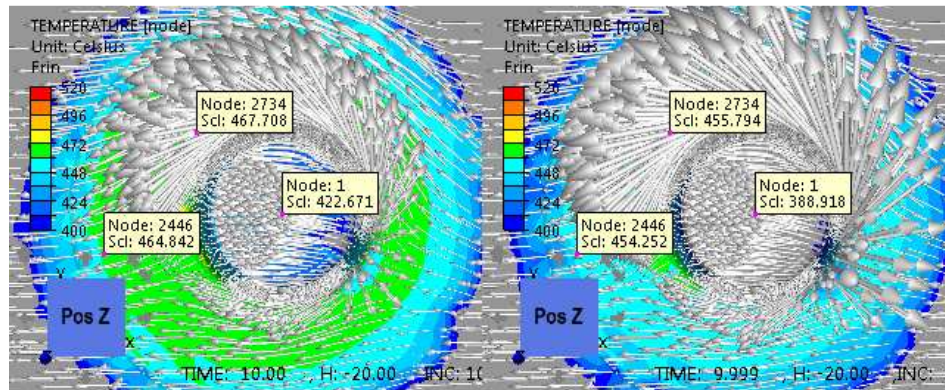 TEMPERATURE [node]
Unit: Celsius
Frin
520
496
472
448
424
400
Node: 2734
Scl: 467.708
Node: 1
Scl: 422.671
Node: 2446
Scl: 464.842
Y
Pos Z
X
TIME: 10.00 , H: -20.00 INC: 10
TEMPERATURE [node]
Unit: Celsius
Frin
520
496
472
448
424
400
Node: 2734
Scl: 455.794
Node: 1
Scl: 388.918
Node: 2446
Scl: 454.252
Y
Pos Z
X
TIME: 9.999 , H: -20.00 INC: